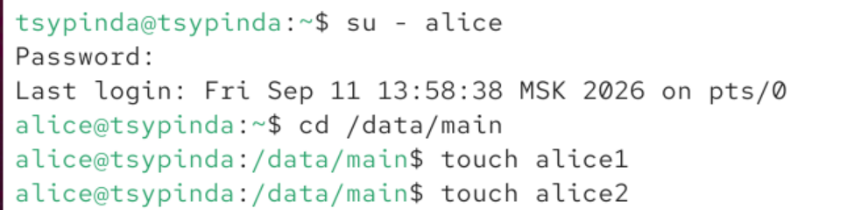 tsypinda@tsypinda:~$ su - alice
Password:
Last login: Fri Sep 11 13:58:38 MSK 2026 on pts/0
alice@tsypinda:~$ cd /data/main
alice@tsypinda:/data/main$ touch alice1
alice@tsypinda:/data/main$ touch alice2